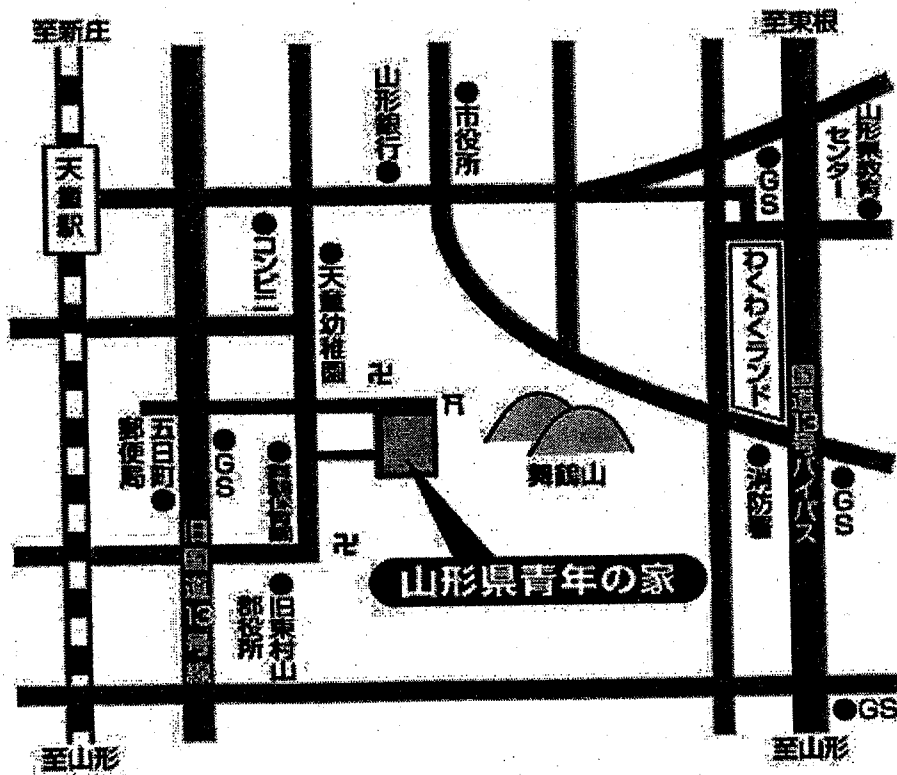 至新庄
至東根
天童駅
山形銀行
市役所
GS
山形県教育
センター
コンビニ
天童幼稚園
わくわくランド
国道13号バイパス
五日町
郵便局
GS
舞鶴山
消防署
GS
旧国道13号線
山形県青年の家
旧東村山
郡役所
GS
至山形
至山形